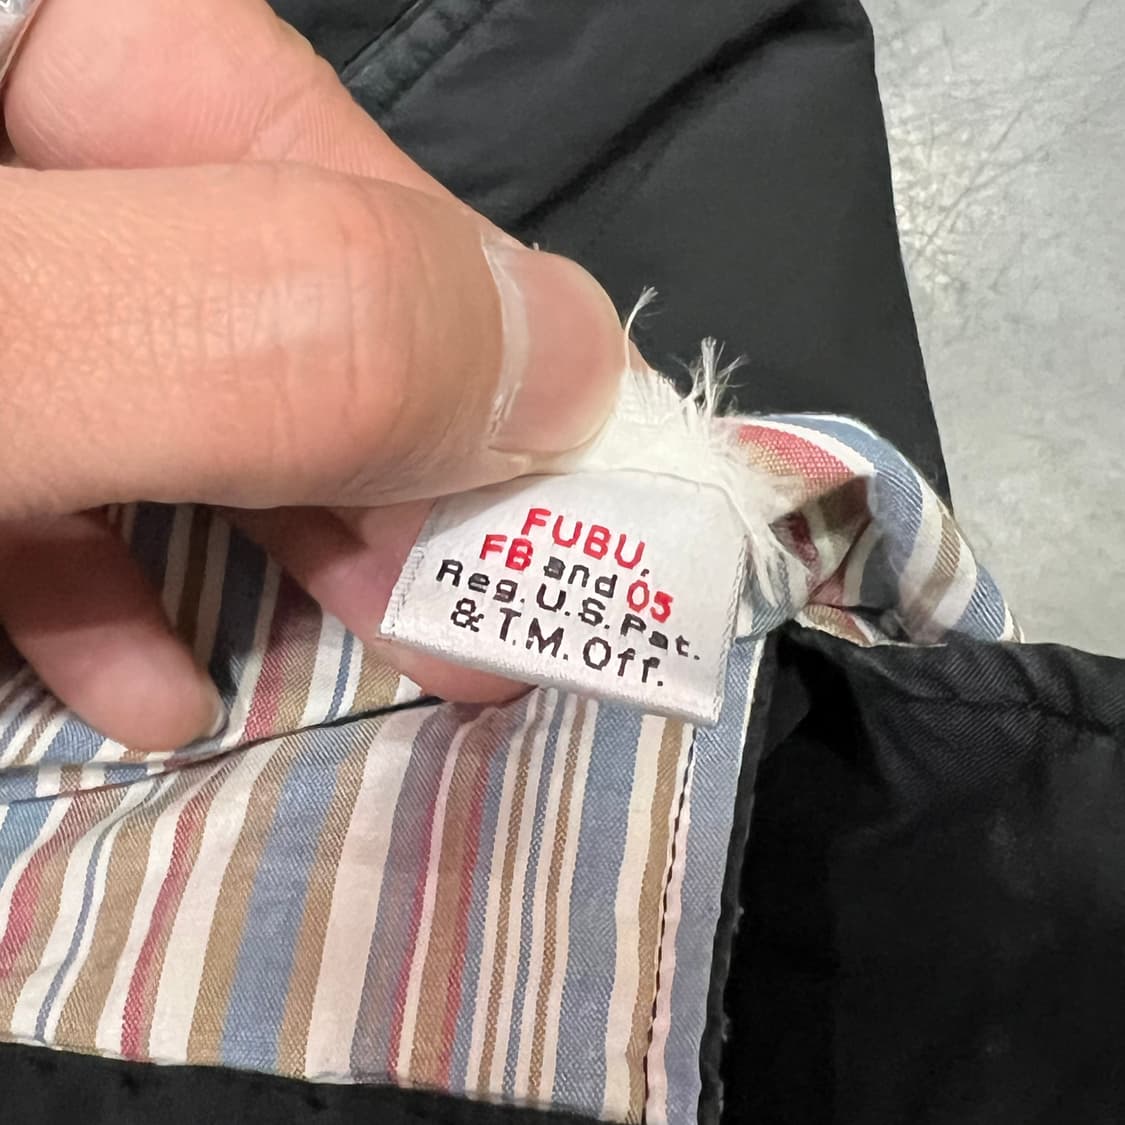 FUBU,
FB and 05
Reg. U.S. Pat.
& T.M. Off.